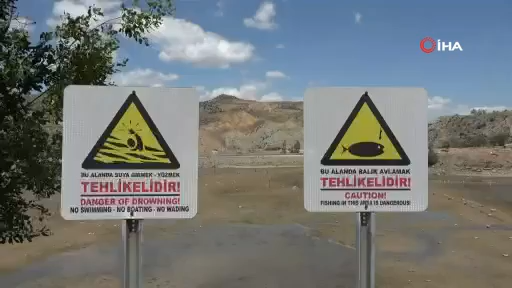 İHA
BU ALANDA SUYA GİRMEK - YÜZMEK
TEHLİKELİDİR!
DANGER OF DROWNING!
NO SWIMMING - NO BOATING - NO WADING
BU ALANDA BALIK AVLAMAK
TEHLİKELİDİR!
CAUTION!
FISHING IN THIS AREA IS DANGEROUS!